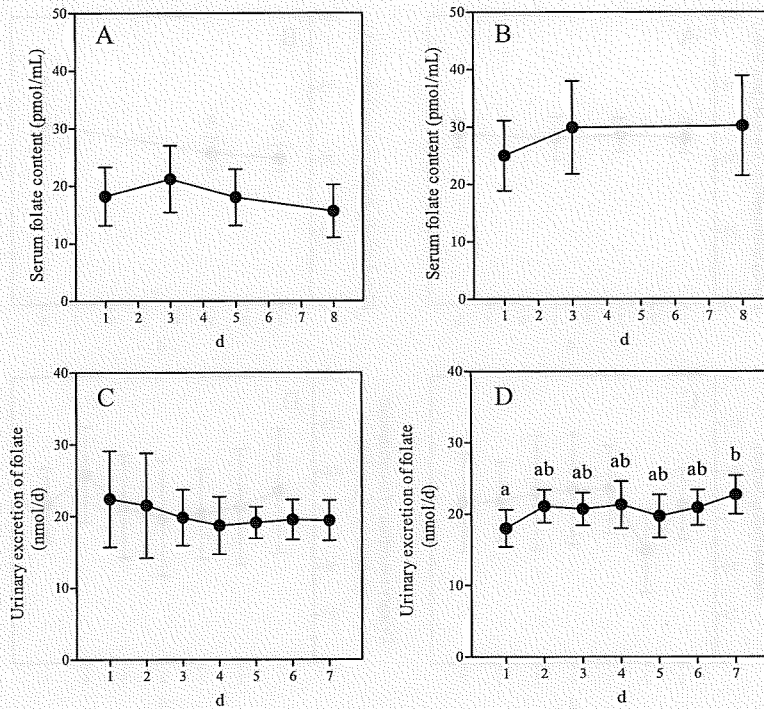 A
Serum folate content (pmol/mL)
50
40
30
20
10
0
1 2 3 4 5 6 7 8
d
B
Serum folate content (pmol/mL)
50
40
30
20
10
0
1 2 3 4 5 6 7 8
d
C
Urinary excretion of folate
(nmol/d)
40
30
20
10
0
1 2 3 4 5 6 7
d
D
Urinary excretion of folate
(nmol/d)
40
30
20
10
0
a ab ab ab ab ab b
1 2 3 4 5 6 7
d